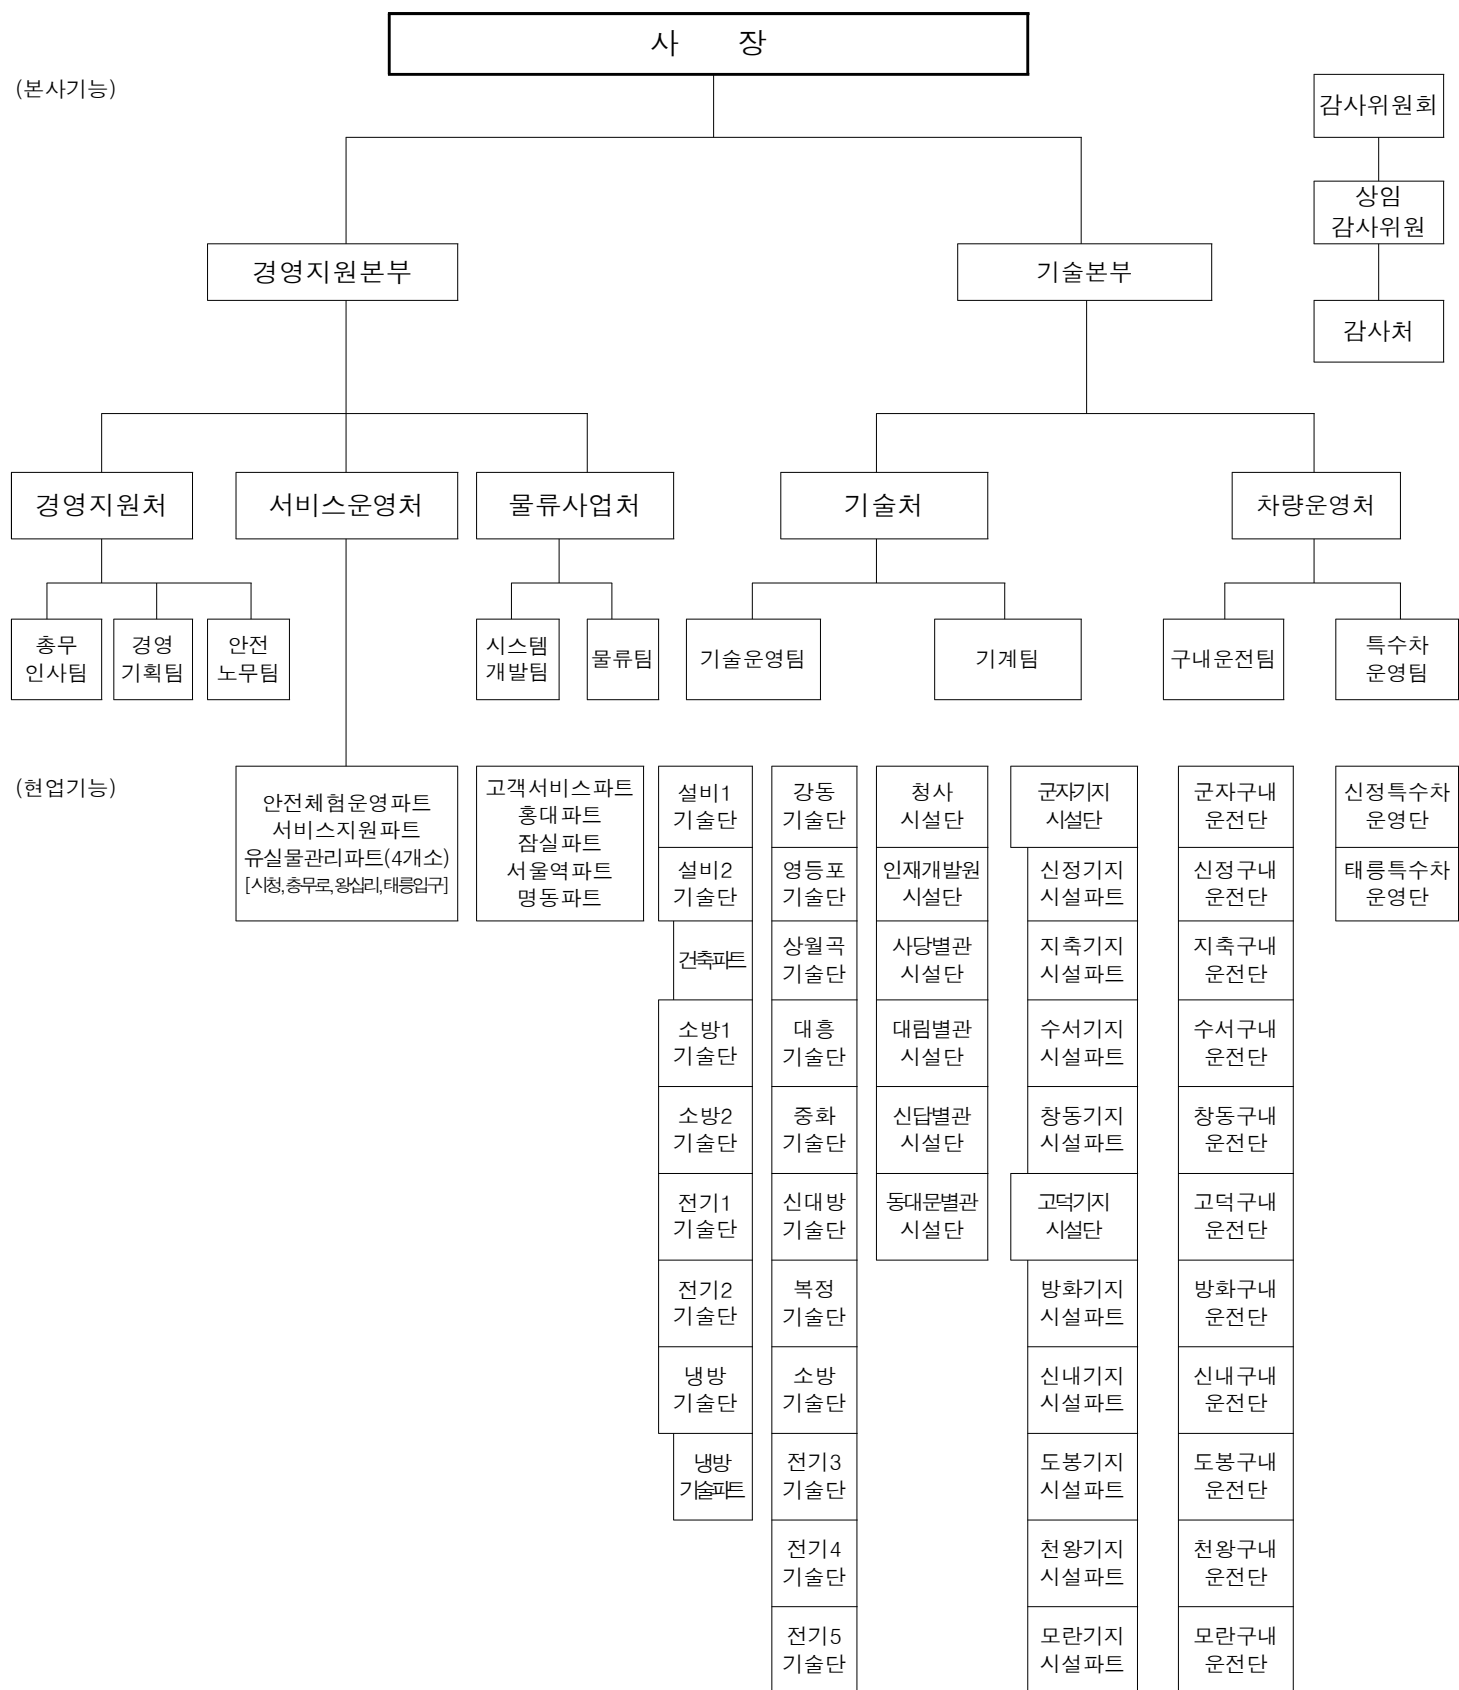 사 장
(본사기능)
감사위원회
상임
감사위원
감사처
경영지원본부
기술본부
경영지원처
서비스운영처
물류사업처
기술처
차량운영처
총무
인사팀
경영
기획팀
안전
노무팀
시스템
개발팀
물류팀
기술운영팀
기계팀
구내운전팀
특수차
운영팀
(현업기능)
안전체험운영파트
서비스지원파트
유실물관리파트(4개소)
[시청,충무로,왕십리,태릉입구]
고객서비스파트
홍대파트
잠실파트
서울역파트
명동파트
설비1
기술단
설비2
기술단
건축파트
소방1
기술단
소방2
기술단
전기1
기술단
전기2
기술단
냉방
기술단
냉방
기술파트
강동
기술단
영등포
기술단
상월곡
기술단
대흥
기술단
중화
기술단
신대방
기술단
복정
기술단
소방
기술단
전기3
기술단
전기4
기술단
전기5
기술단
청사
시설단
인재개발원
시설단
사당별관
시설단
대림별관
시설단
신답별관
시설단
동대문별관
시설단
군자기지
시설단
신정기지
시설파트
지축기지
시설파트
수서기지
시설파트
창동기지
시설파트
고덕기지
시설단
방화기지
시설파트
신내기지
시설파트
도봉기지
시설파트
천왕기지
시설파트
모란기지
시설파트
군자구내
운전단
신정구내
운전단
지축구내
운전단
수서구내
운전단
창동구내
운전단
고덕구내
운전단
방화구내
운전단
신내구내
운전단
도봉구내
운전단
천왕구내
운전단
모란구내
운전단
신정특수차
운영단
태릉특수차
운영단